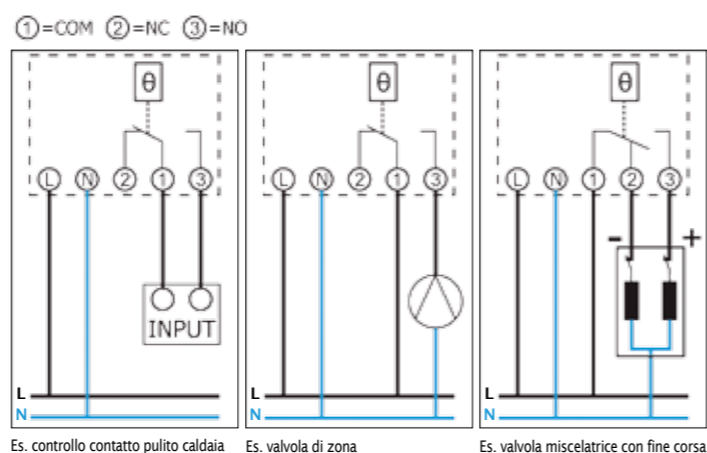 ①=COM ②=NC ③=NO
θ
L N 2 1 3
INPUT
L
N
Es. controllo contatto pulito caldaia
θ
L N 2 1 3
L
N
Es. valvola di zona
θ
L N 1 2 3
- +
L
N
Es. valvola miscelatrice con fine corsa